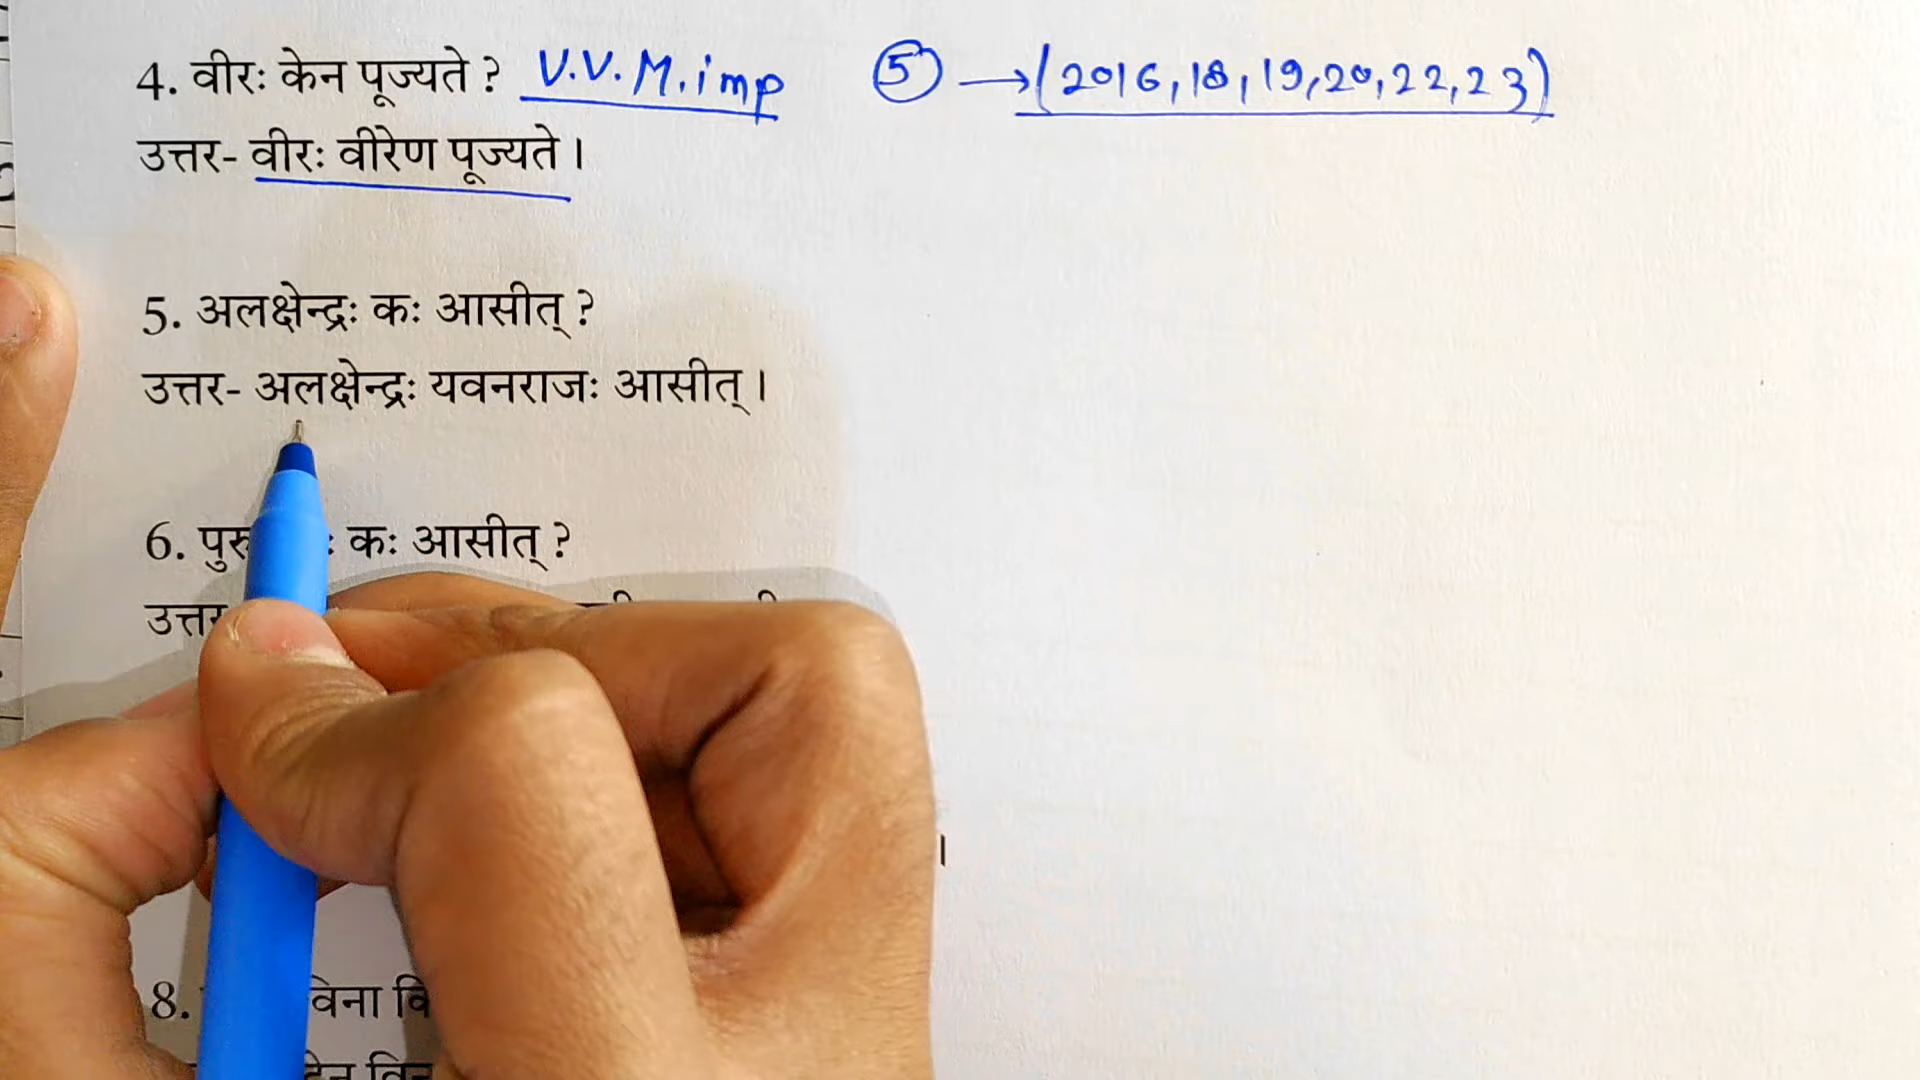 4. वीरः केन पूज्यते ? V.V.M.imp ⑤ →(2016,18,19,20,22,23)
उत्तर- वीरः वीरेण पूज्यते।
5. अलक्षेन्द्रः कः आसीत् ?
उत्तर- अलक्षेन्द्रः यवनराजः आसीत्।
6. कः आसीत् ?
8. विना